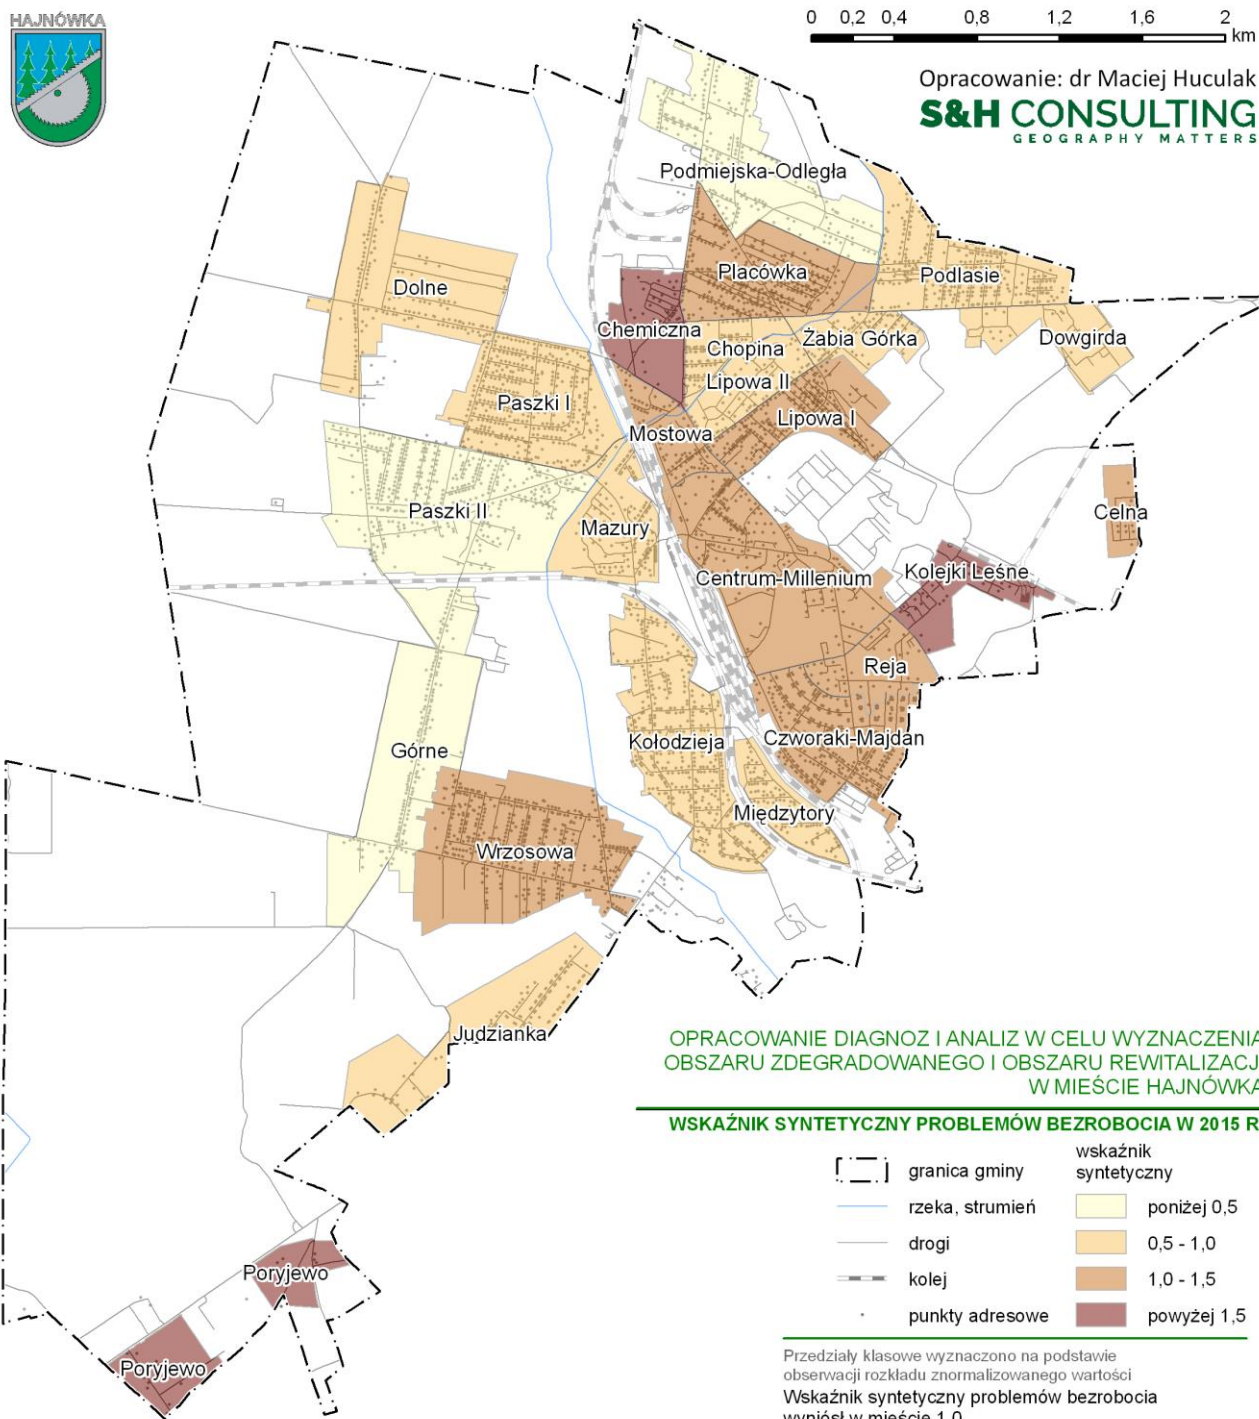 HAJNÓWKA
0 0,2 0,4 0,8 1,2 1,6 2
km
Opracowanie: dr Maciej Huculak
S&H CONSULTING
GEOGRAPHY MATTERS
Podmiejska-Odległa
Placówka
Podlasie
Dolne
Chemiczna
Chopina
Żabia Górka
Dowgirda
Lipowa II
Paszki I
Lipowa I
Mostowa
Paszki II
Mazury
Celna
Centrum-Millenium
Kolejki Leśne
Reja
Kołodzieja
Czworaki-Majdan
Górne
Międzytory
Wrzosowa
Judzianka
Poryjewo
Poryjewo
OPRACOWANIE DIAGNOZ I ANALIZ W CELU WYZNACZENIA
OBSZARU ZDEGRADOWANEGO I OBSZARU REWITALIZACJI
W MIEŚCIE HAJNÓWKA
WSKAŹNIK SYNTETYCZNY PROBLEMÓW BEZROBOCIA W 2015 R
granica gminy
rzeka, strumień
drogi
kolej
punkty adresowe
wskaźnik
syntetyczny
poniżej 0,5
0,5 - 1,0
1,0 - 1,5
powyżej 1,5
Przedziały klasowe wyznaczono na podstawie
obserwacji rozkładu znormalizowanego wartości
Wskaźnik syntetyczny problemów bezrobocia
wyniósł w mieście 1,0